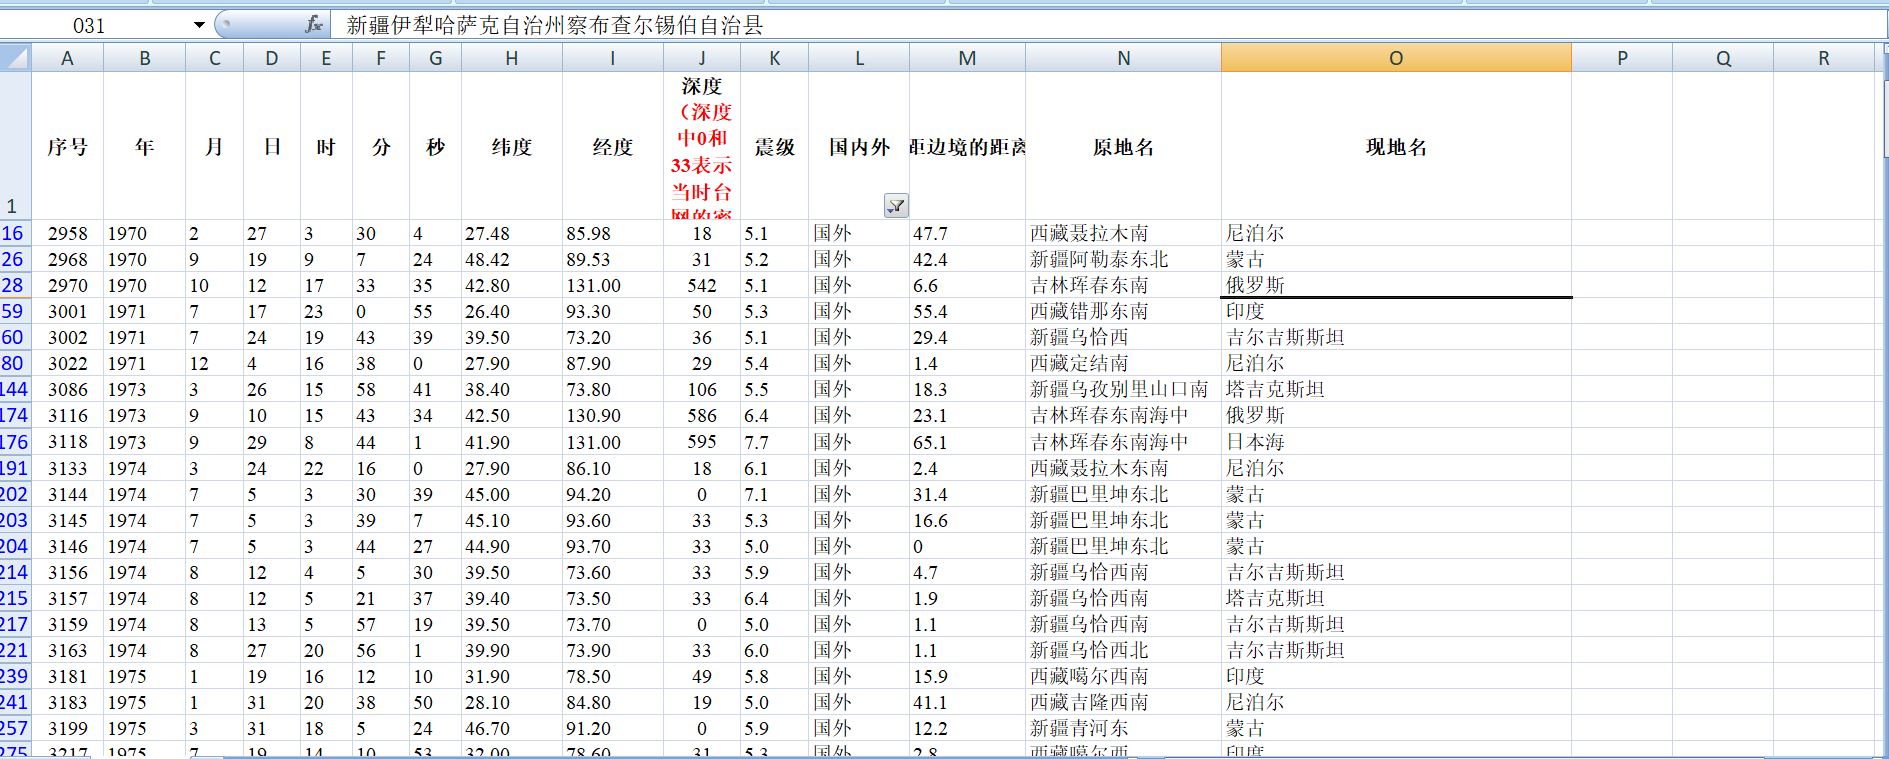 O31 fx 新疆伊犁哈萨克自治州察布查尔锡伯自治县
A B C D E F G H I J K L M N O P Q R
1 序号 年 月 日 时 分 秒 纬度 经度 深度（深度中0和33表示当时台网的密 震级 国内外 距边境的距离 原地名 现地名
16 2958 1970 2 27 3 30 4 27.48 85.98 18 5.1 国外 47.7 西藏聂拉木南 尼泊尔
26 2968 1970 9 19 9 7 24 48.42 89.53 31 5.2 国外 42.4 新疆阿勒泰东北 蒙古
28 2970 1970 10 12 17 33 35 42.80 131.00 542 5.1 国外 6.6 吉林珲春东南 俄罗斯
59 3001 1971 7 17 23 0 55 26.40 93.30 50 5.3 国外 55.4 西藏错那东南 印度
60 3002 1971 7 24 19 43 39 39.50 73.20 36 5.1 国外 29.4 新疆乌恰西 吉尔吉斯斯坦
80 3022 1971 12 4 16 38 0 27.90 87.90 29 5.4 国外 1.4 西藏定结南 尼泊尔
144 3086 1973 3 26 15 58 41 38.40 73.80 106 5.5 国外 18.3 新疆乌孜别里山口南 塔吉克斯坦
174 3116 1973 9 10 15 43 34 42.50 130.90 586 6.4 国外 23.1 吉林珲春东南海中 俄罗斯
176 3118 1973 9 29 8 44 1 41.90 131.00 595 7.7 国外 65.1 吉林珲春东南海中 日本海
191 3133 1974 3 24 22 16 0 27.90 86.10 18 6.1 国外 2.4 西藏聂拉木东南 尼泊尔
202 3144 1974 7 5 3 30 39 45.00 94.20 0 7.1 国外 31.4 新疆巴里坤东北 蒙古
203 3145 1974 7 5 3 39 7 45.10 93.60 33 5.3 国外 16.6 新疆巴里坤东北 蒙古
204 3146 1974 7 5 3 44 27 44.90 93.70 33 5.0 国外 0 新疆巴里坤东北 蒙古
214 3156 1974 8 12 4 5 30 39.50 73.60 33 5.9 国外 4.7 新疆乌恰西南 吉尔吉斯斯坦
215 3157 1974 8 12 5 21 37 39.40 73.50 33 6.4 国外 1.9 新疆乌恰西南 塔吉克斯坦
217 3159 1974 8 13 5 57 19 39.50 73.70 0 5.0 国外 1.1 新疆乌恰西南 吉尔吉斯斯坦
221 3163 1974 8 27 20 56 1 39.90 73.90 33 6.0 国外 1.1 新疆乌恰西北 吉尔吉斯斯坦
239 3181 1975 1 19 16 12 10 31.90 78.50 49 5.8 国外 15.9 西藏噶尔西南 印度
241 3183 1975 1 31 20 38 50 28.10 84.80 19 5.0 国外 41.1 西藏吉隆西南 尼泊尔
257 3199 1975 3 31 18 5 24 46.70 91.20 0 5.9 国外 12.2 新疆青河东 蒙古
275 3217 1975 7 19 14 10 53 32.00 78.60 31 5.3 国外 2.8 西藏噶尔西 印度